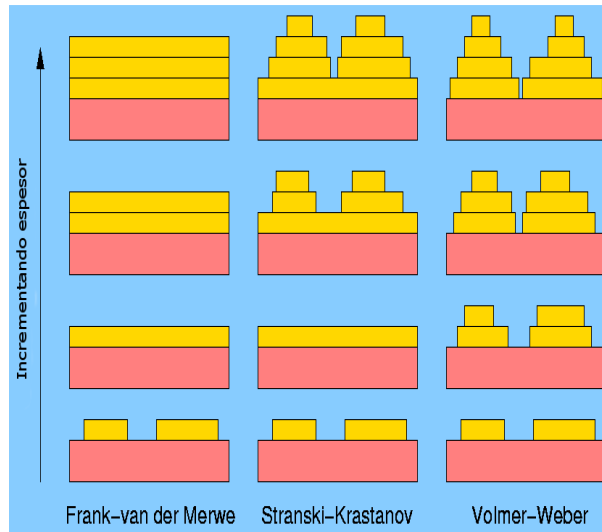 Incrementando espesor
Frank-van der Merwe
Stranski-Krastanov
Volmer-Weber